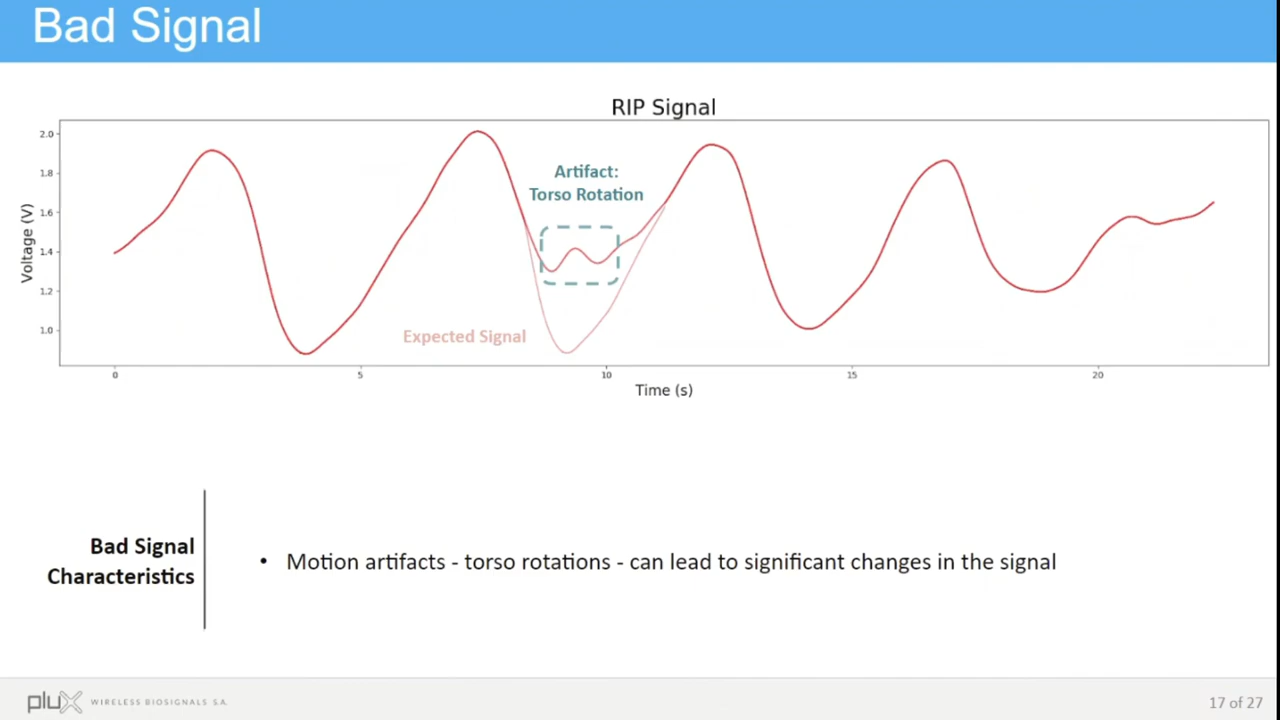 Bad Signal
RIP Signal
2.0
1.8
1.6
1.4
1.2
1.0
Voltage (V)
Artifact:
Torso Rotation
Expected Signal
0 5 10 15 20
Time (s)
Bad Signal
Characteristics
• Motion artifacts - torso rotations - can lead to significant changes in the signal
plux WIRELESS BIOSIGNALS S.A.
17 of 27